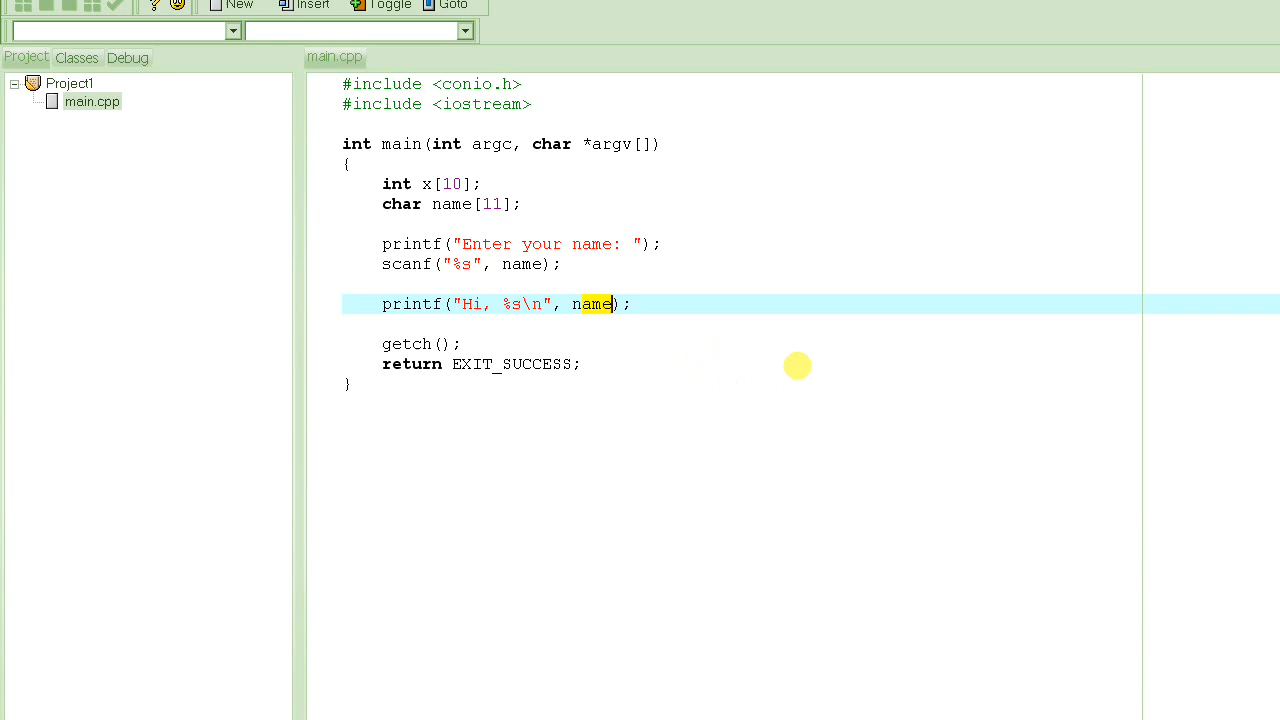 ? New Insert Toggle Goto
Project Classes Debug
Project1
main.cpp
main.cpp
#include <conio.h>
#include <iostream>
int main(int argc, char *argv[])
{
int x[10];
char name[11];
printf("Enter your name: ");
scanf("%s", name);
printf("Hi, %s\n", name);
getch();
return EXIT_SUCCESS;
}